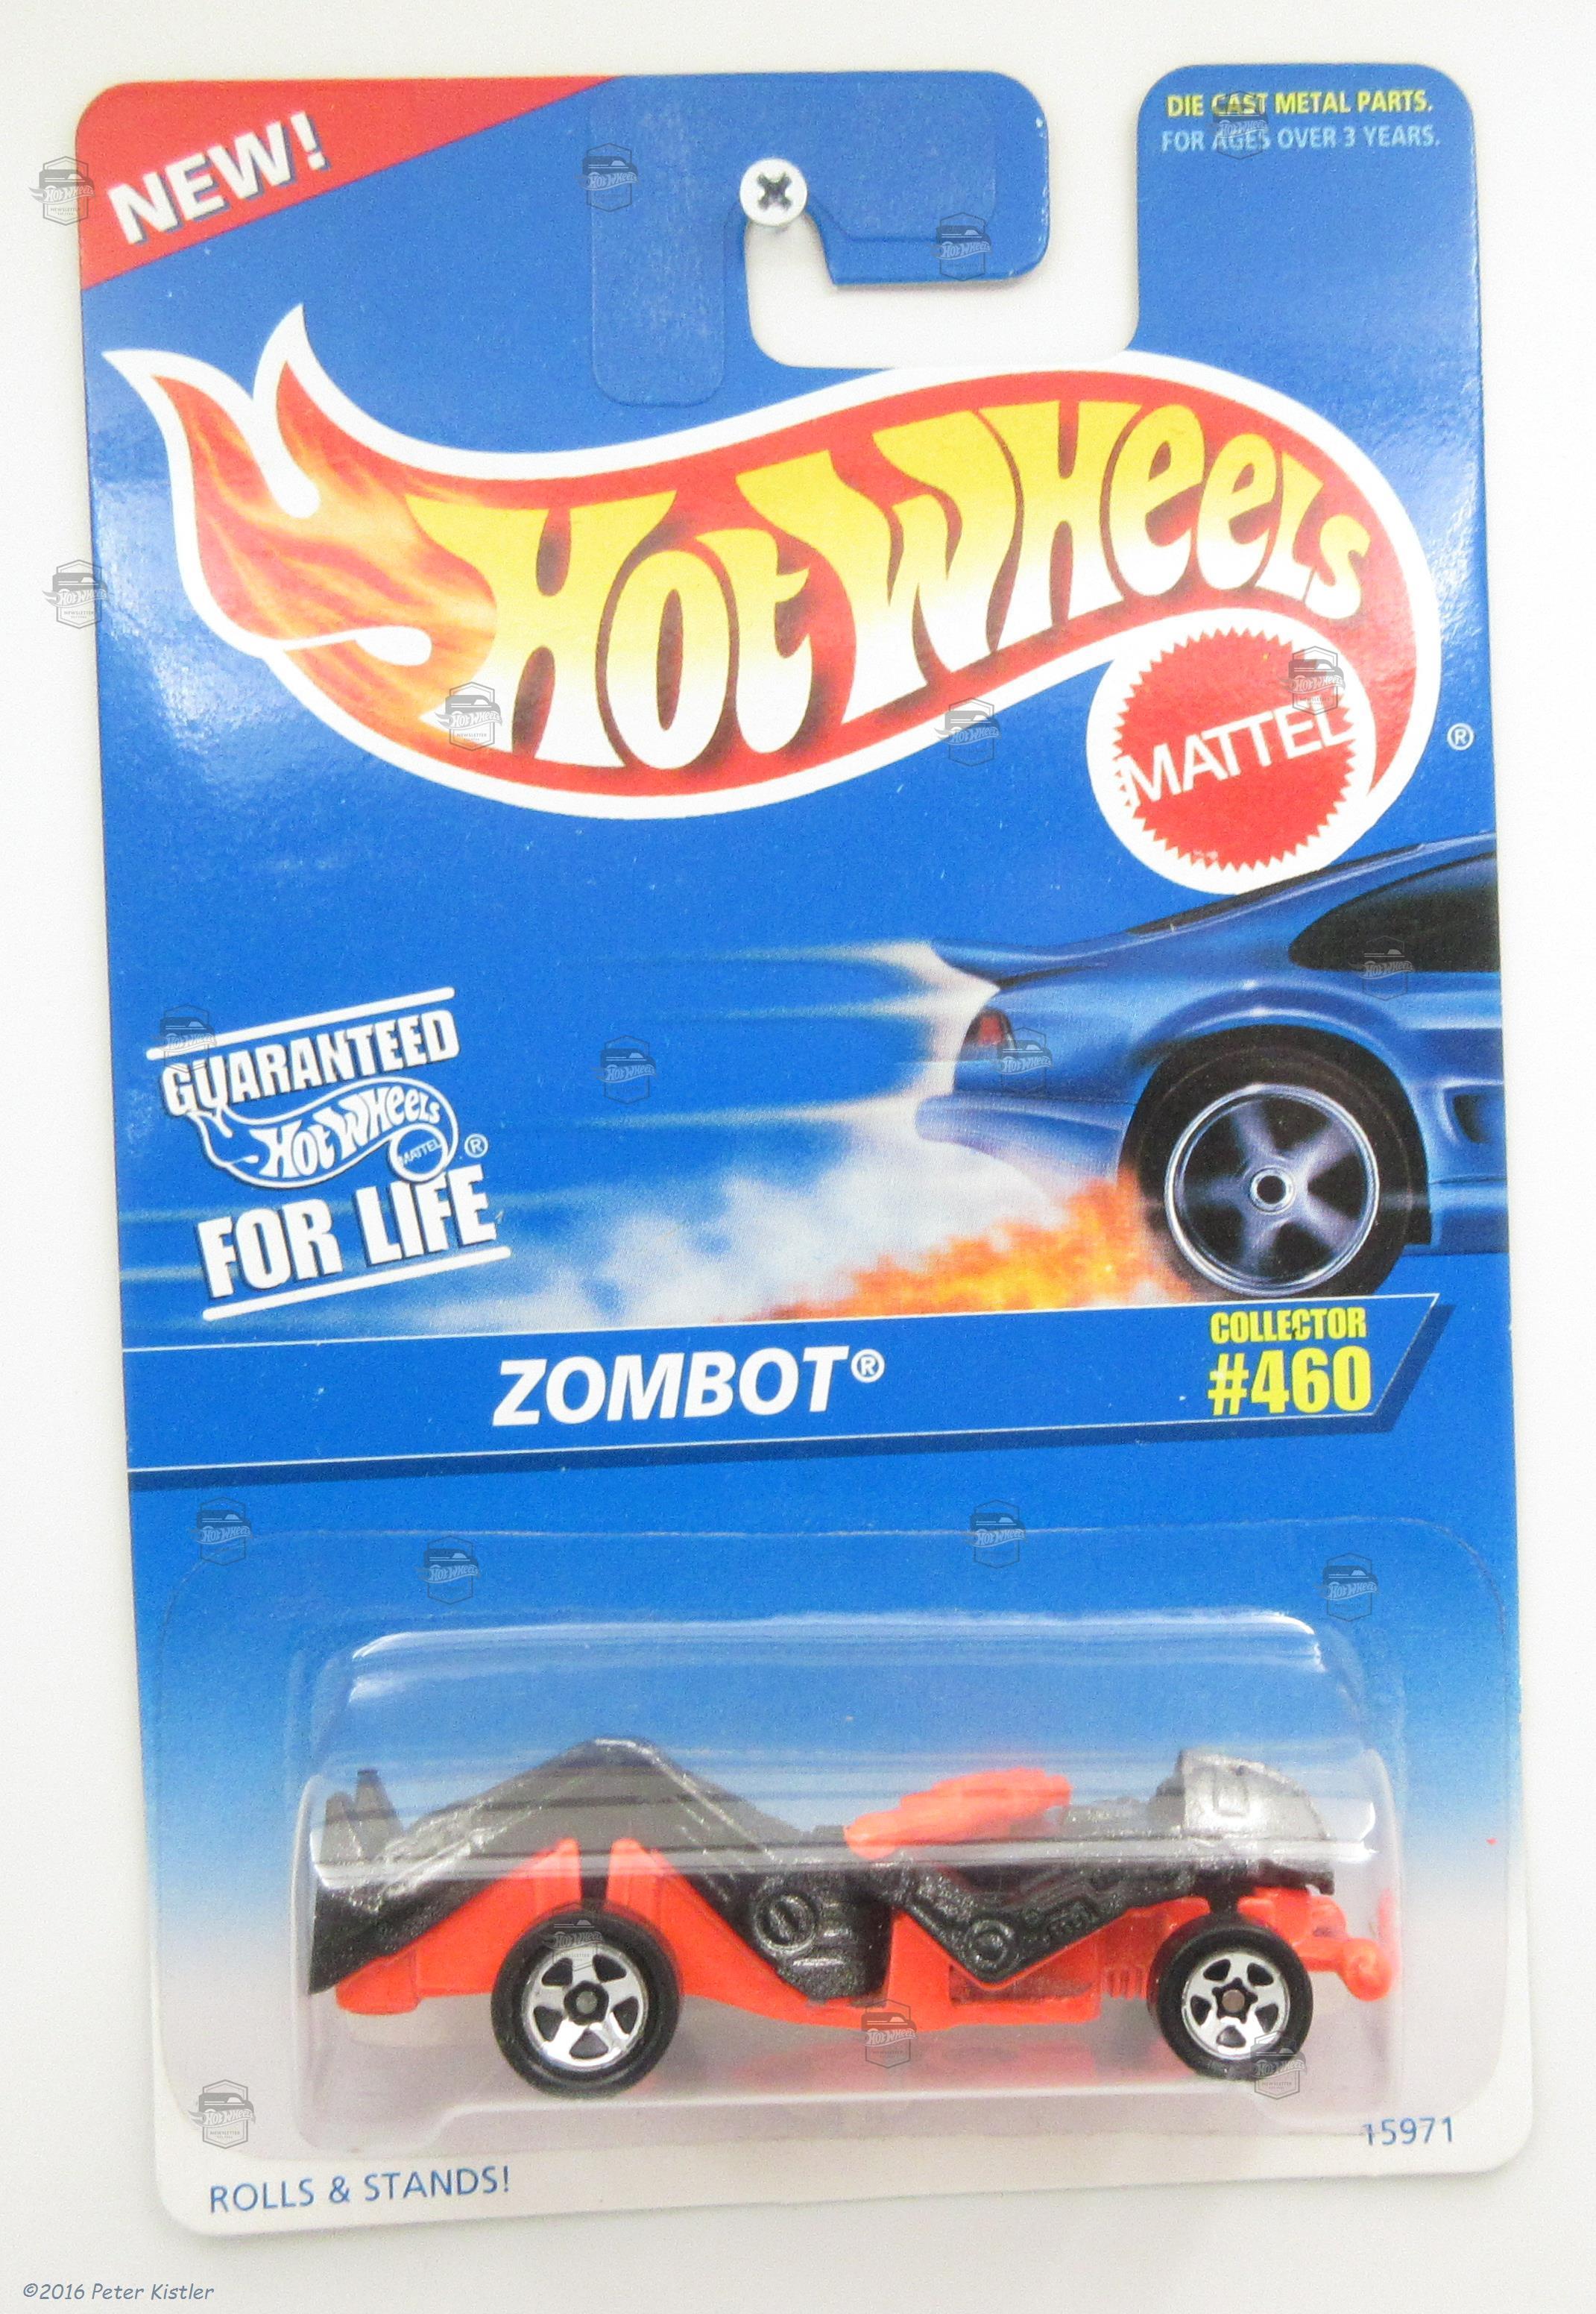 NEW!
DIE CAST METAL PARTS.
FOR AGES OVER 3 YEARS.
HOT WHEELS
MATTEL
®
GUARANTEED
HOT WHEELS
MATTEL
®
FOR LIFE
ZOMBOT®
COLLECTOR
#460
15971
ROLLS & STANDS!
©2016 Peter Kistler